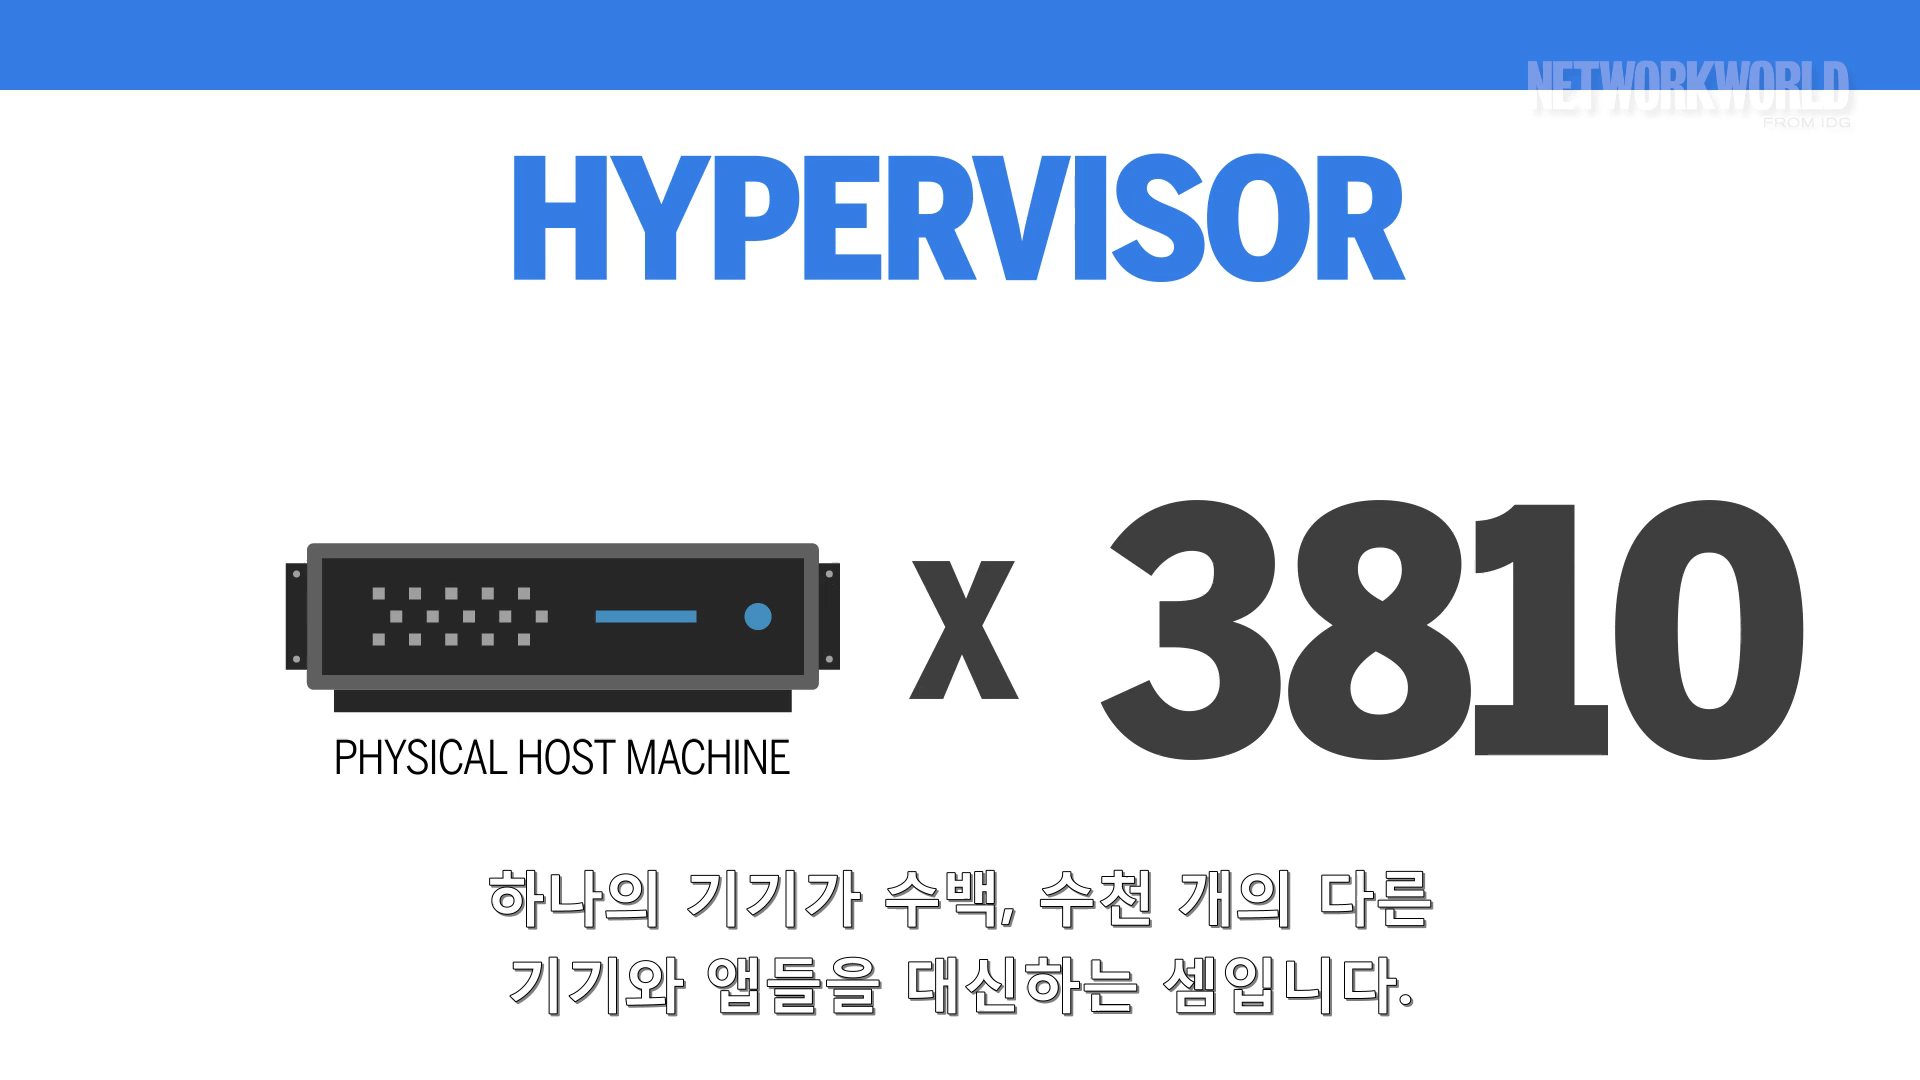 NETWORKWORLD
FROM IDG
HYPERVISOR
X 3810
PHYSICAL HOST MACHINE
하나의 기기가 수백, 수천 개의 다른
기기와 앱들을 대신하는 셈입니다.